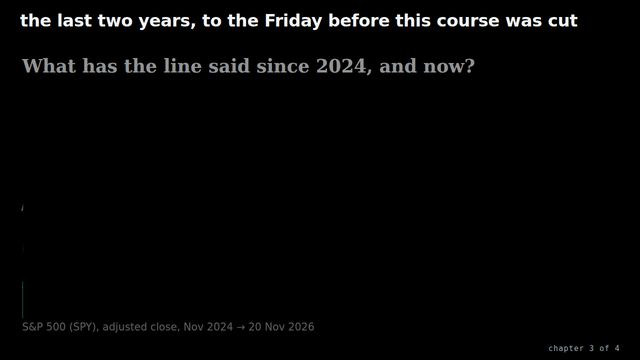 the last two years, to the Friday before this course was cut
What has the line said since 2024, and now?
S&P 500 (SPY), adjusted close, Nov 2024 → 20 Nov 2026
chapter 3 of 4